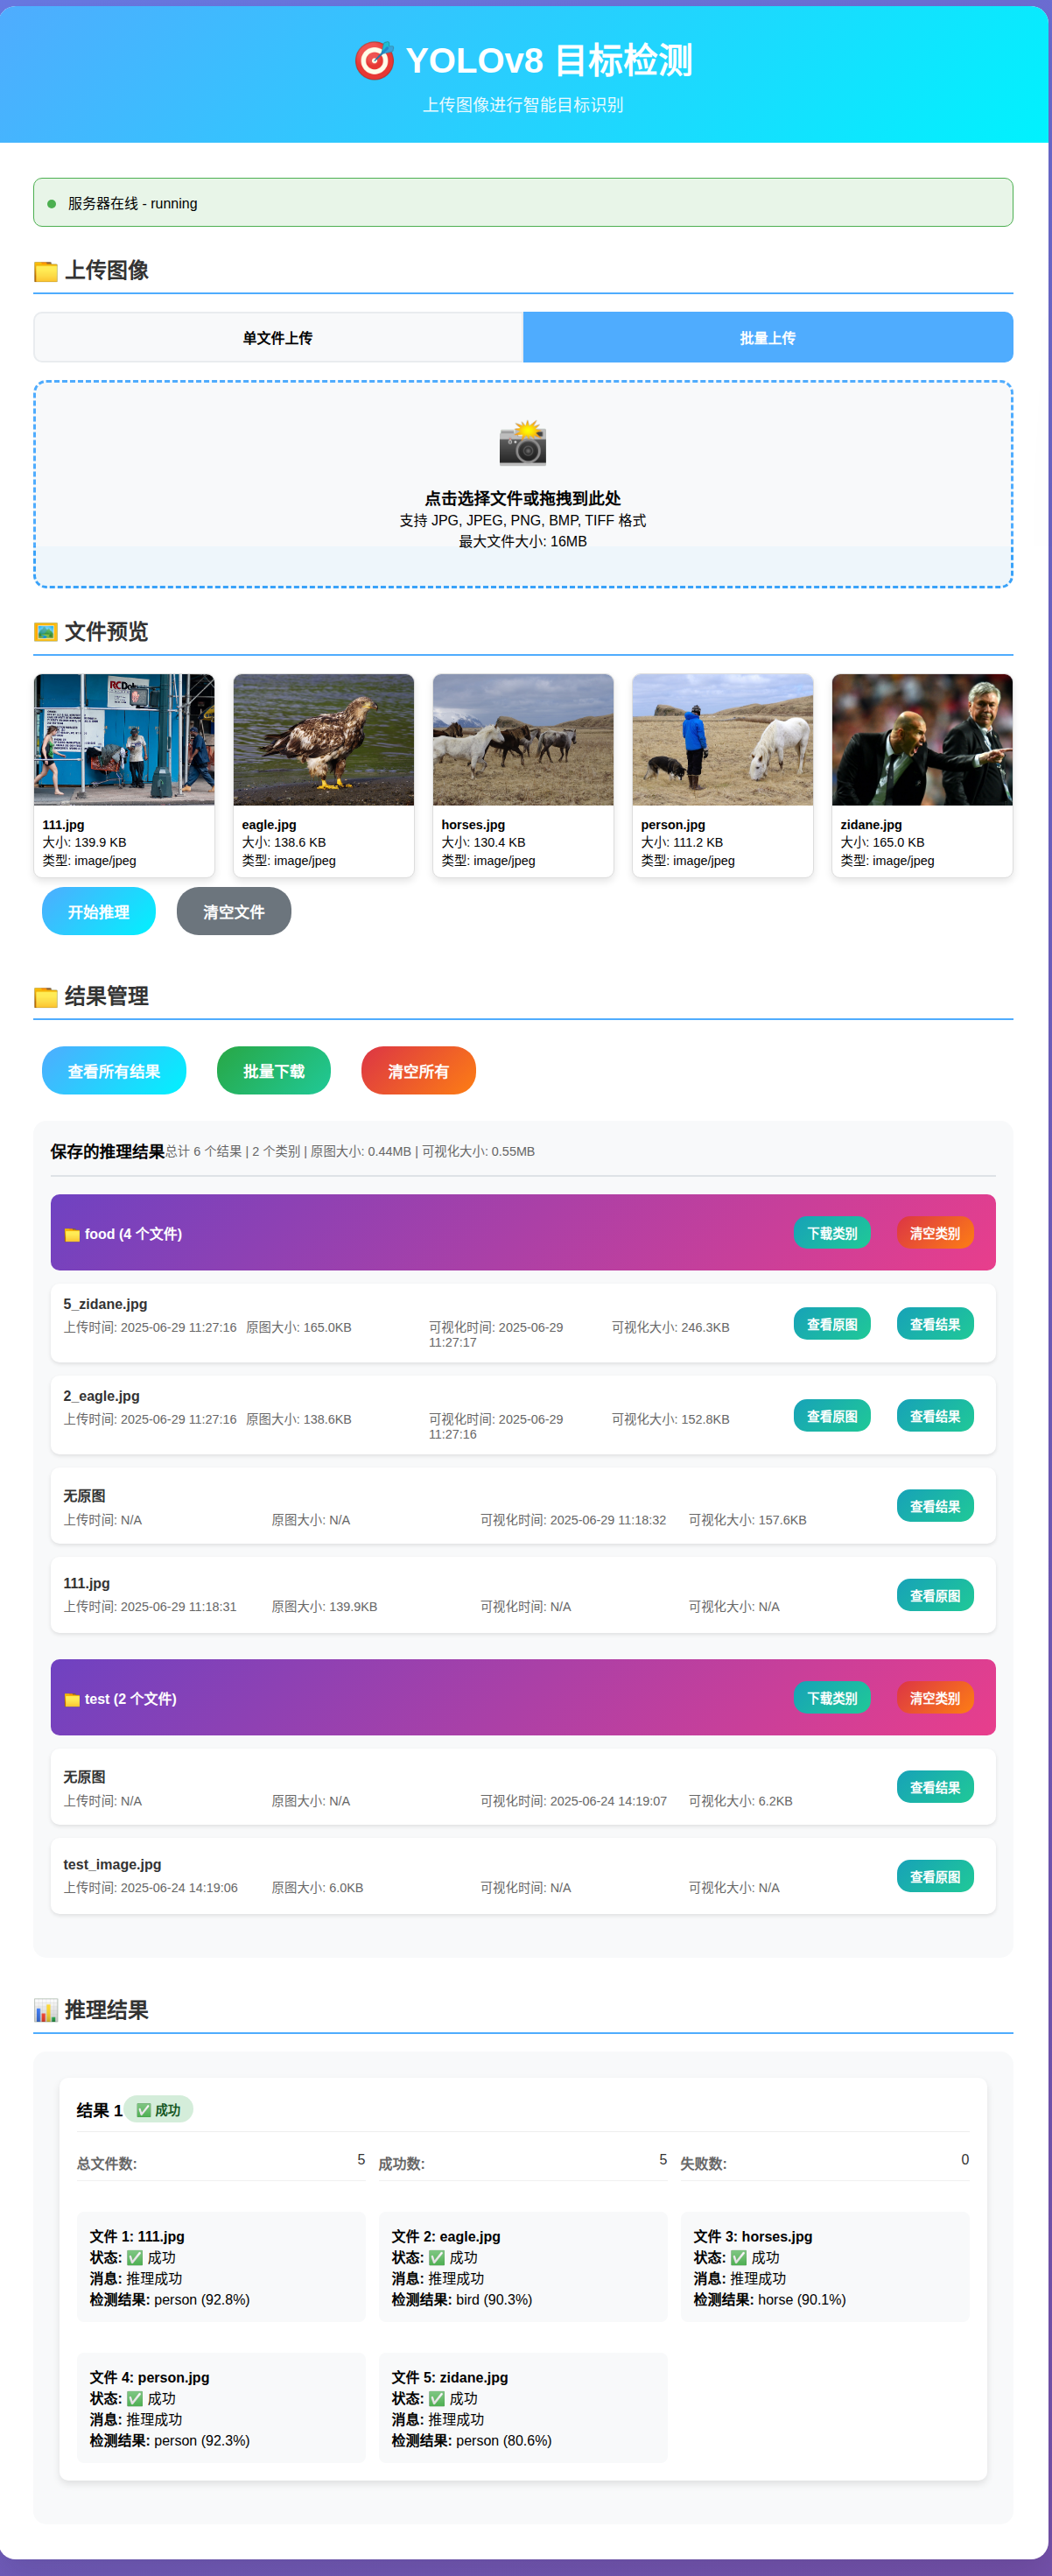 YOLOv8 目标检测
上传图像进行智能目标识别
服务器在线 - running
上传图像
单文件上传
批量上传
点击选择文件或拖拽到此处
支持 JPG, JPEG, PNG, BMP, TIFF 格式
最大文件大小: 16MB
文件预览
111.jpg
大小: 139.9 KB
类型: image/jpeg
eagle.jpg
大小: 138.6 KB
类型: image/jpeg
horses.jpg
大小: 130.4 KB
类型: image/jpeg
person.jpg
大小: 111.2 KB
类型: image/jpeg
zidane.jpg
大小: 165.0 KB
类型: image/jpeg
开始推理
清空文件
结果管理
查看所有结果
批量下载
清空所有
保存的推理结果总计 6 个结果 | 2 个类别 | 原图大小: 0.44MB | 可视化大小: 0.55MB
food (4 个文件)
下载类别
清空类别
5_zidane.jpg
上传时间: 2025-06-29 11:27:16
原图大小: 165.0KB
可视化时间: 2025-06-29
11:27:17
可视化大小: 246.3KB
查看原图
查看结果
2_eagle.jpg
上传时间: 2025-06-29 11:27:16
原图大小: 138.6KB
可视化时间: 2025-06-29
11:27:16
可视化大小: 152.8KB
查看原图
查看结果
无原图
上传时间: N/A
原图大小: N/A
可视化时间: 2025-06-29 11:18:32
可视化大小: 157.6KB
查看结果
111.jpg
上传时间: 2025-06-29 11:18:31
原图大小: 139.9KB
可视化时间: N/A
可视化大小: N/A
查看原图
test (2 个文件)
下载类别
清空类别
无原图
上传时间: N/A
原图大小: N/A
可视化时间: 2025-06-24 14:19:07
可视化大小: 6.2KB
查看结果
test_image.jpg
上传时间: 2025-06-24 14:19:06
原图大小: 6.0KB
可视化时间: N/A
可视化大小: N/A
查看原图
推理结果
结果 1 ✅ 成功
总文件数: 5
成功数: 5
失败数: 0
文件 1: 111.jpg
状态: ✅ 成功
消息: 推理成功
检测结果: person (92.8%)
文件 2: eagle.jpg
状态: ✅ 成功
消息: 推理成功
检测结果: bird (90.3%)
文件 3: horses.jpg
状态: ✅ 成功
消息: 推理成功
检测结果: horse (90.1%)
文件 4: person.jpg
状态: ✅ 成功
消息: 推理成功
检测结果: person (92.3%)
文件 5: zidane.jpg
状态: ✅ 成功
消息: 推理成功
检测结果: person (80.6%)